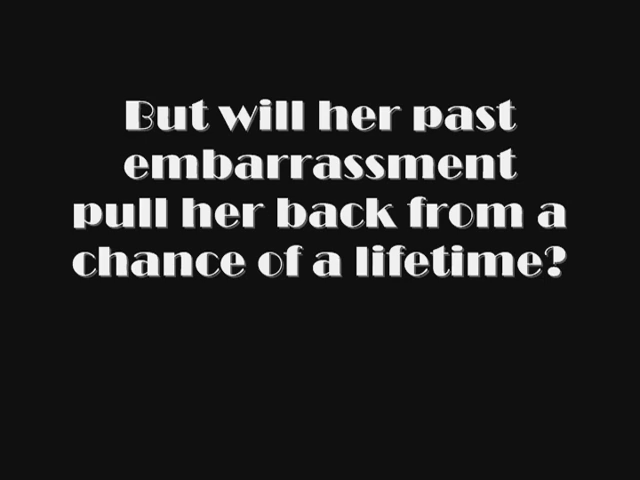 But will her past
embarrassment
pull her back from a
chance of a lifetime?